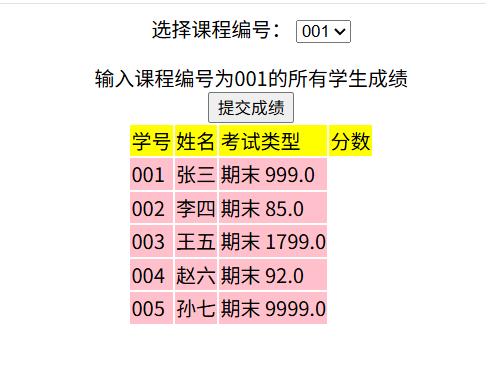 选择课程编号： 001
输入课程编号为001的所有学生成绩
提交成绩
学号 姓名 考试类型 分数
001 张三 期末 999.0
002 李四 期末 85.0
003 王五 期末 1799.0
004 赵六 期末 92.0
005 孙七 期末 9999.0